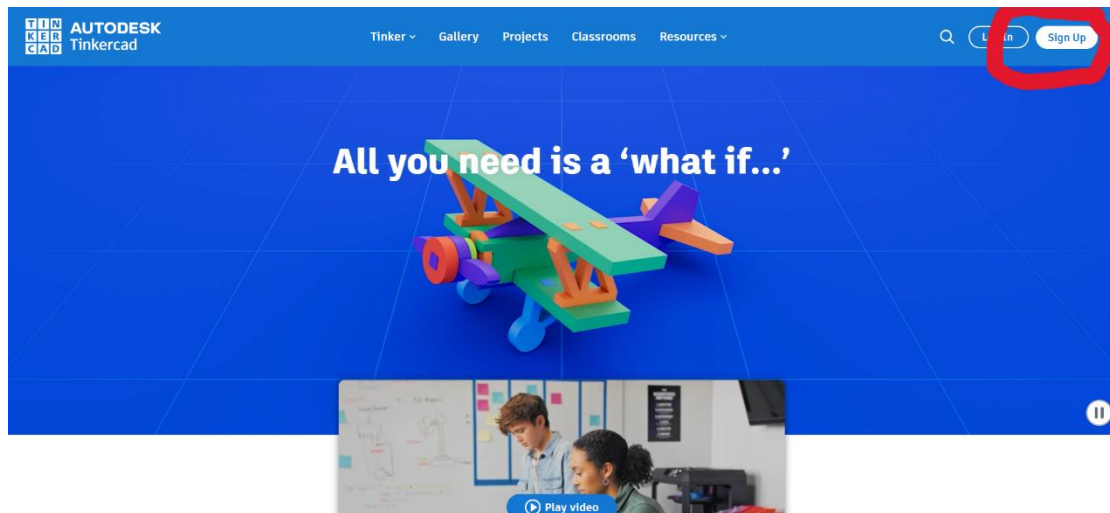 TIN
KER
CAD
AUTODESK
Tinkercad
Tinker
Gallery
Projects
Classrooms
Resources
Sign Up
All you need is a ‘what if...’
Play video